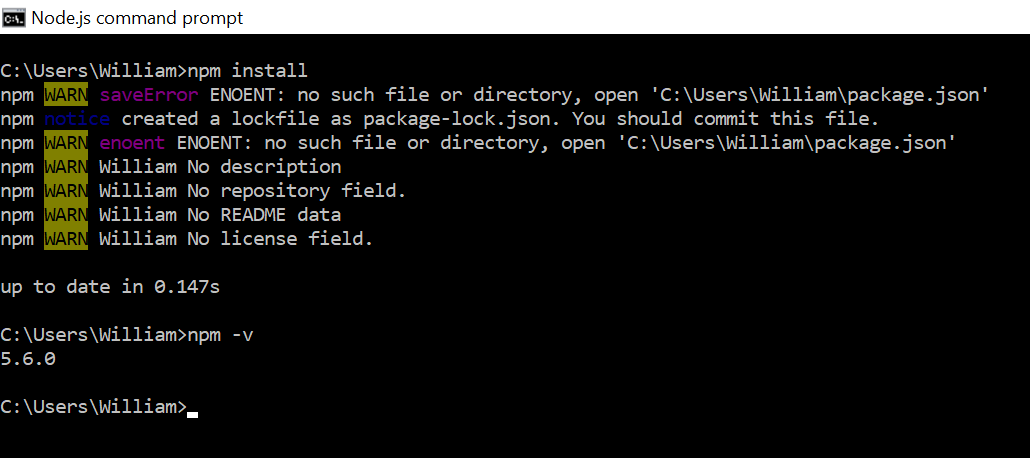 Node.js command prompt
C:\Users\William>npm install
npm WARN saveError ENOENT: no such file or directory, open 'C:\Users\William\package.json'
npm notice created a lockfile as package-lock.json. You should commit this file.
npm WARN enoent ENOENT: no such file or directory, open 'C:\Users\William\package.json'
npm WARN William No description
npm WARN William No repository field.
npm WARN William No README data
npm WARN William No license field.
up to date in 0.147s
C:\Users\William>npm -v
5.6.0
C:\Users\William>